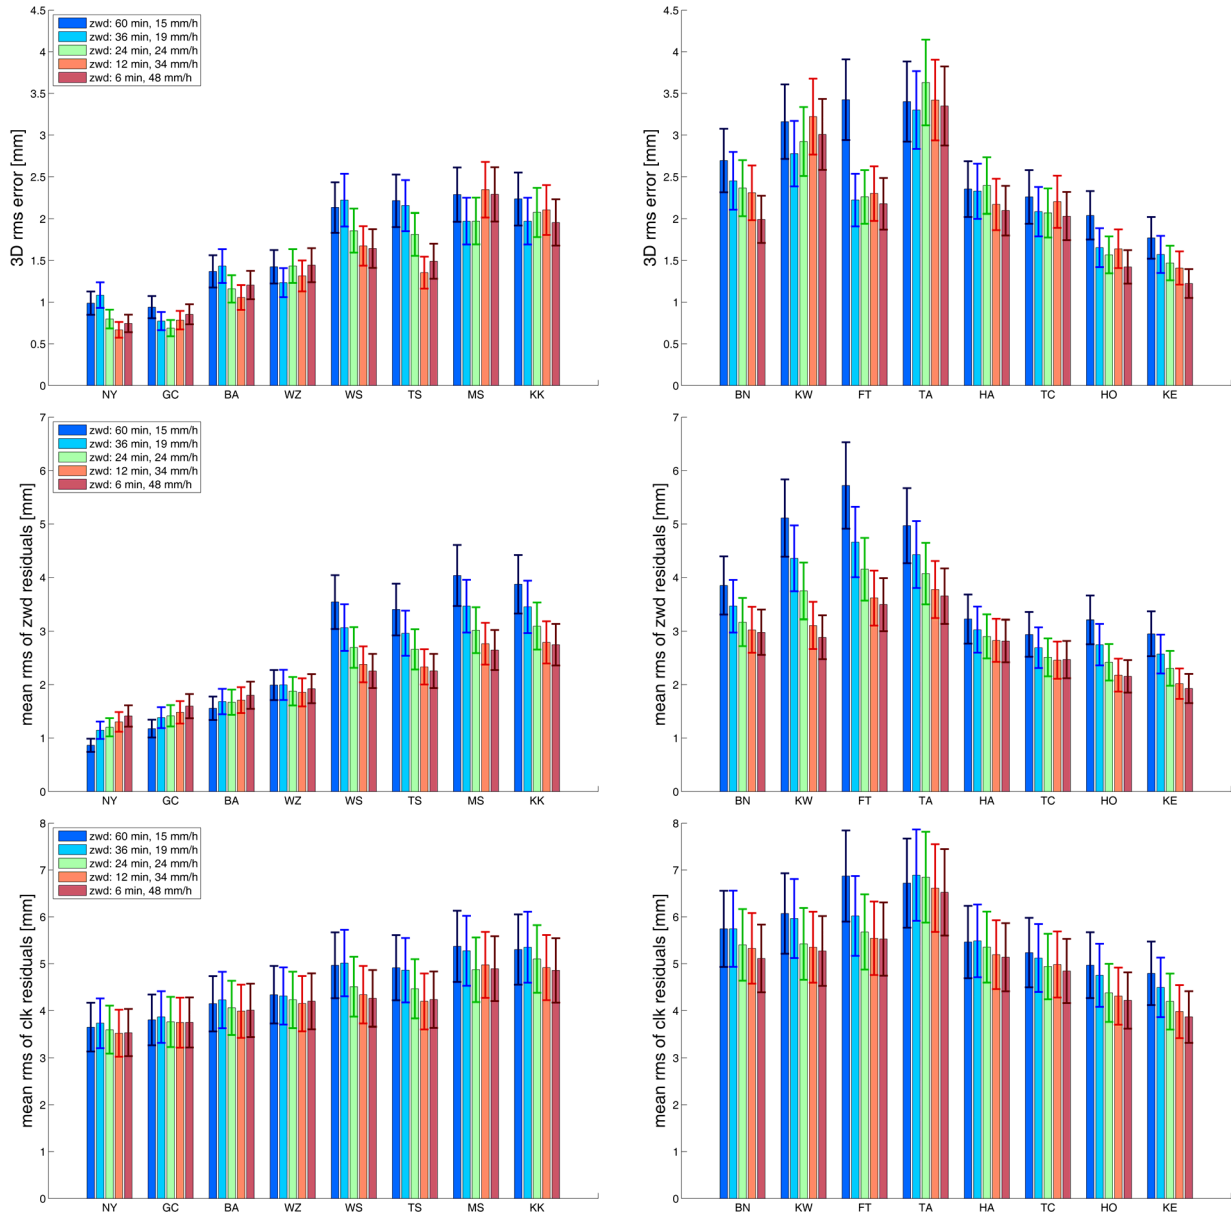 4.5
4
3.5
3
2.5
2
1.5
1
0.5
0
3D rms error [mm]
zwd: 60 min, 15 mm/h
zwd: 36 min, 19 mm/h
zwd: 24 min, 24 mm/h
zwd: 12 min, 34 mm/h
zwd: 6 min, 48 mm/h
NY GC BA WZ WS TS MS KK
4.5
4
3.5
3
2.5
2
1.5
1
0.5
0
3D rms error [mm]
BN KW FT TA HA TC HO KE
7
6
5
4
3
2
1
0
mean rms of zwd residuals [mm]
zwd: 60 min, 15 mm/h
zwd: 36 min, 19 mm/h
zwd: 24 min, 24 mm/h
zwd: 12 min, 34 mm/h
zwd: 6 min, 48 mm/h
NY GC BA WZ WS TS MS KK
7
6
5
4
3
2
1
0
mean rms of zwd residuals [mm]
BN KW FT TA HA TC HO KE
8
7
6
5
4
3
2
1
0
mean rms of clk residuals [mm]
zwd: 60 min, 15 mm/h
zwd: 36 min, 19 mm/h
zwd: 24 min, 24 mm/h
zwd: 12 min, 34 mm/h
zwd: 6 min, 48 mm/h
NY GC BA WZ WS TS MS KK
8
7
6
5
4
3
2
1
0
mean rms of clk residuals [mm]
BN KW FT TA HA TC HO KE